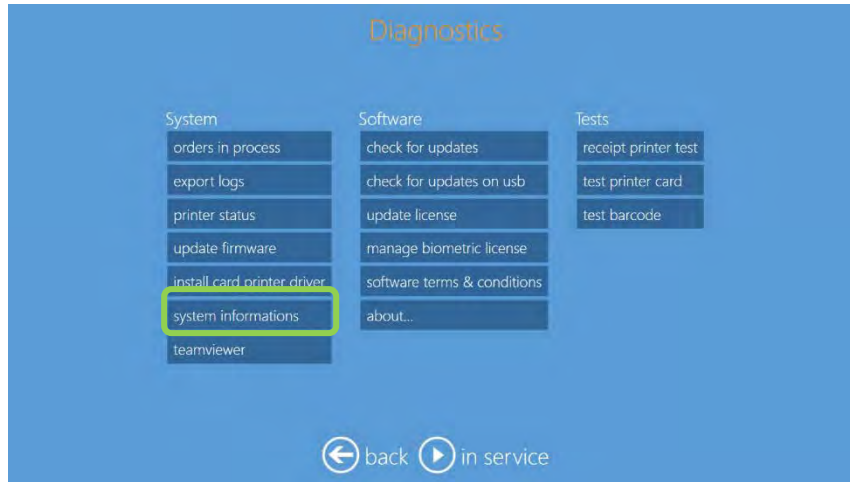 Diagnostics
System
orders in process
export logs
printer status
update firmware
install card printer driver
system informations
teamviewer
Software
check for updates
check for updates on usb
update license
manage biometric license
software terms & conditions
about...
Tests
receipt printer test
test printer card
test barcode
back in service